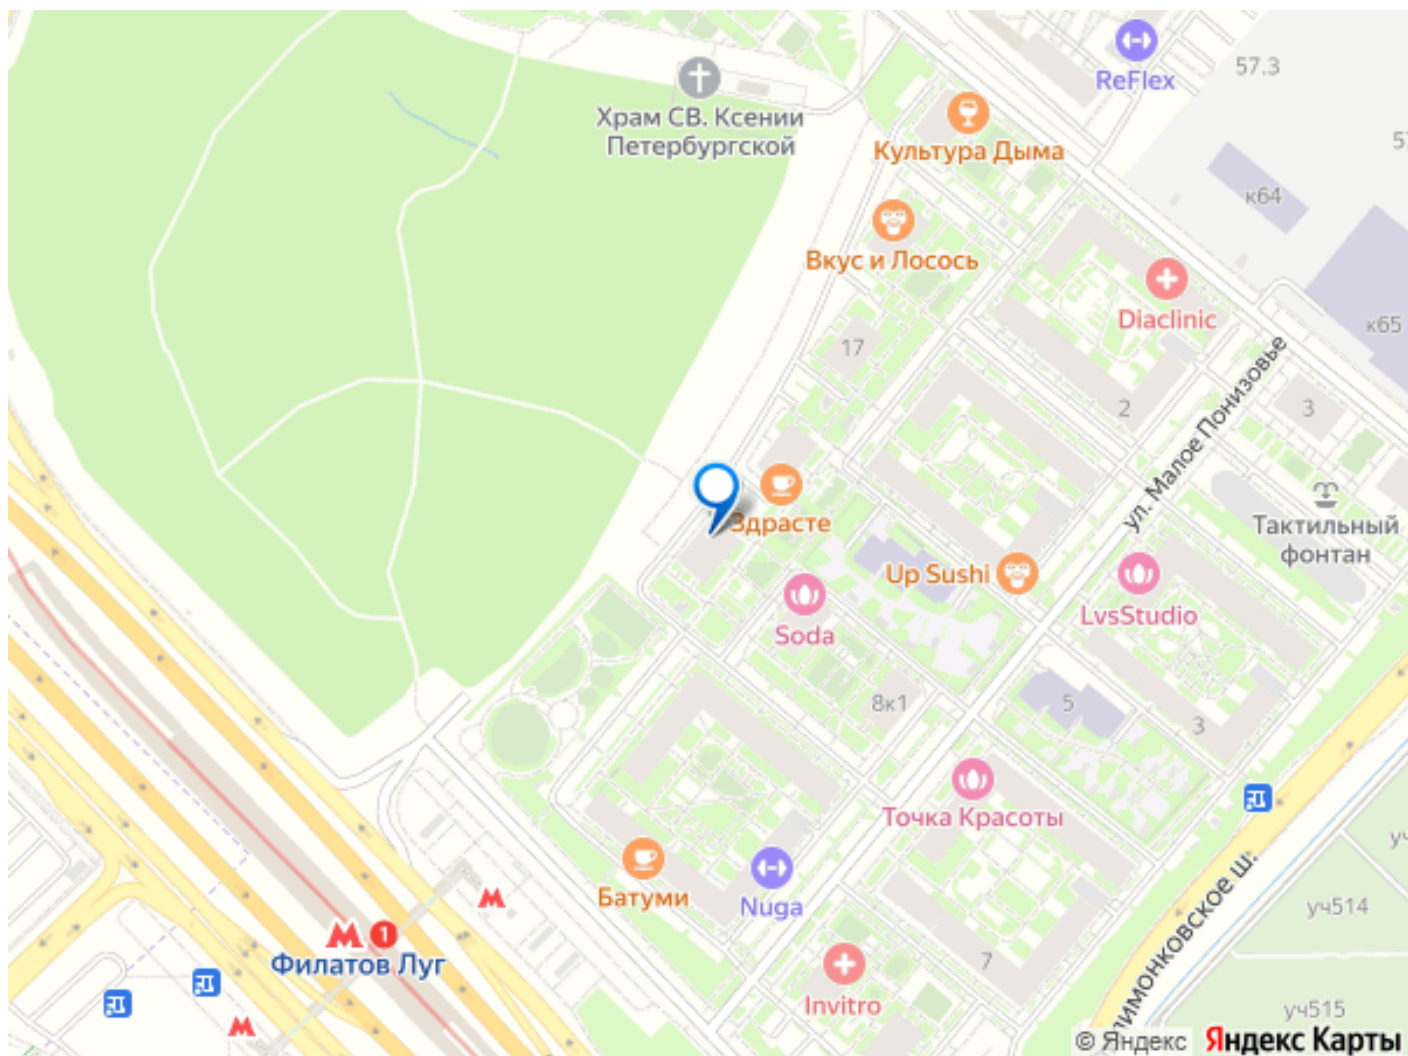 ReFlex
57.3
Храм СВ. Ксении
Петербургской
Культура Дыма
к64
Вкус и Лосось
Diaclinic
17
к65
2
3
ул. Малое Понизовье
Здрасте
Тактильный
фонтан
Up Sushi
LvsStudio
Soda
8к1
5
3
Точка Красоты
Батуми
Nuga
уч514
М 1
Филатов Луг
7
Invitro
лимонковское ш.
уч515
© Яндекс Яндекс Карты